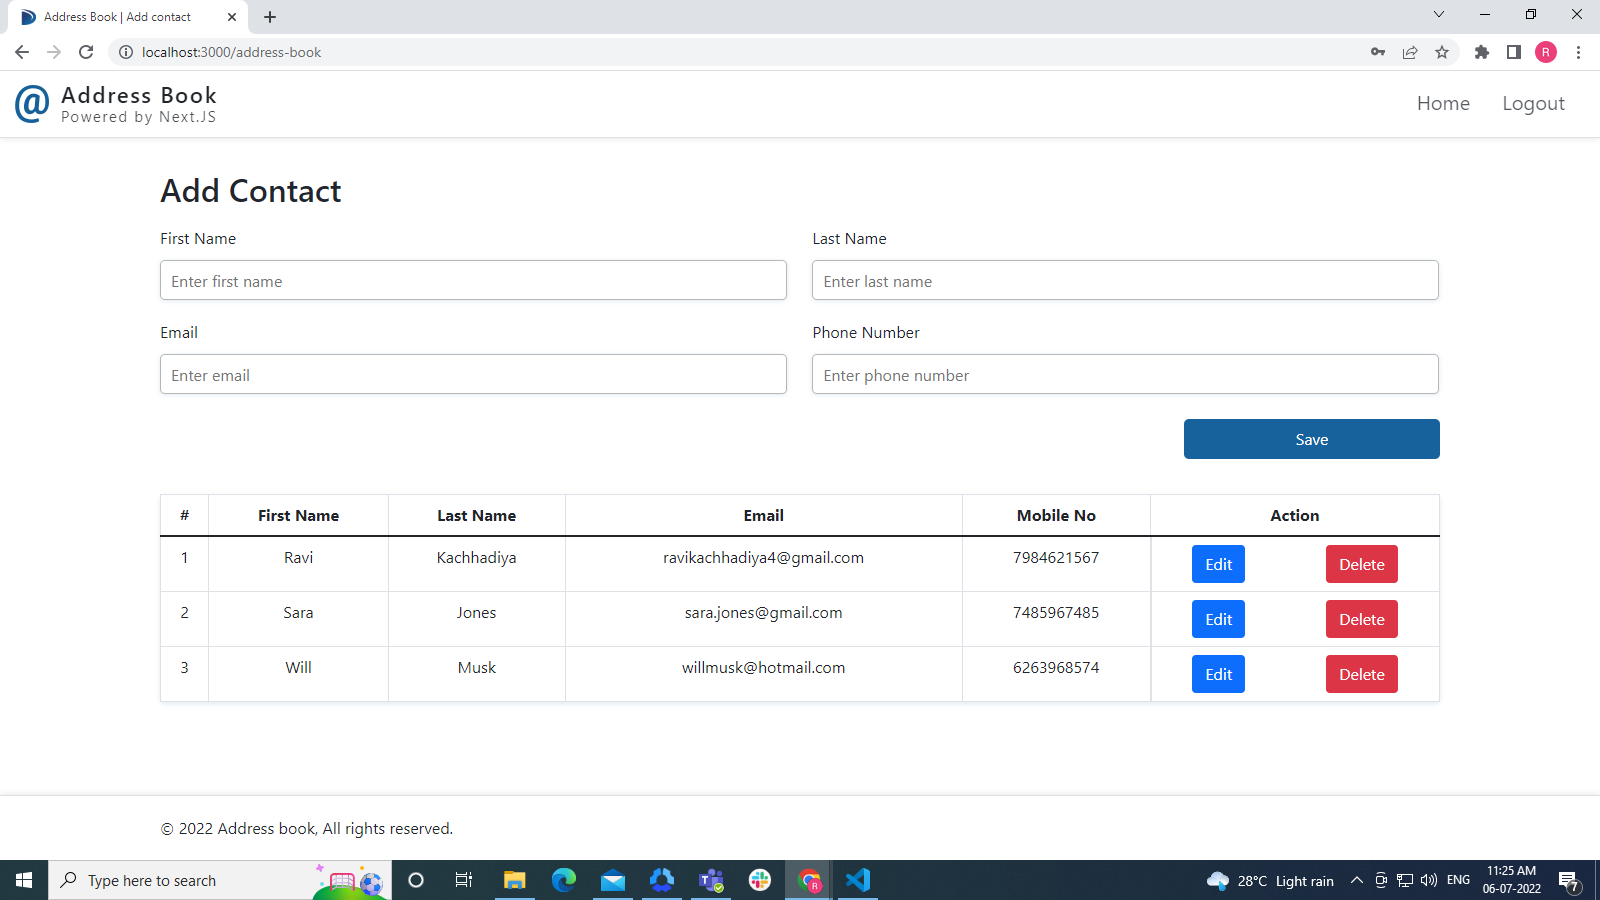 Address Book | Add contact
localhost:3000/address-book
R
@ Address Book
Powered by Next.JS
Home Logout
Add Contact
First Name Last Name
Enter first name Enter last name
Email Phone Number
Enter email Enter phone number
Save
# First Name Last Name Email Mobile No Action
1 Ravi Kachhadiya ravikachhadiya4@gmail.com 7984621567 Edit Delete
2 Sara Jones sara.jones@gmail.com 7485967485 Edit Delete
3 Will Musk willmusk@hotmail.com 6263968574 Edit Delete
© 2022 Address book, All rights reserved.
Type here to search
T
R
28°C Light rain
ENG
11:25 AM
06-07-2022
7